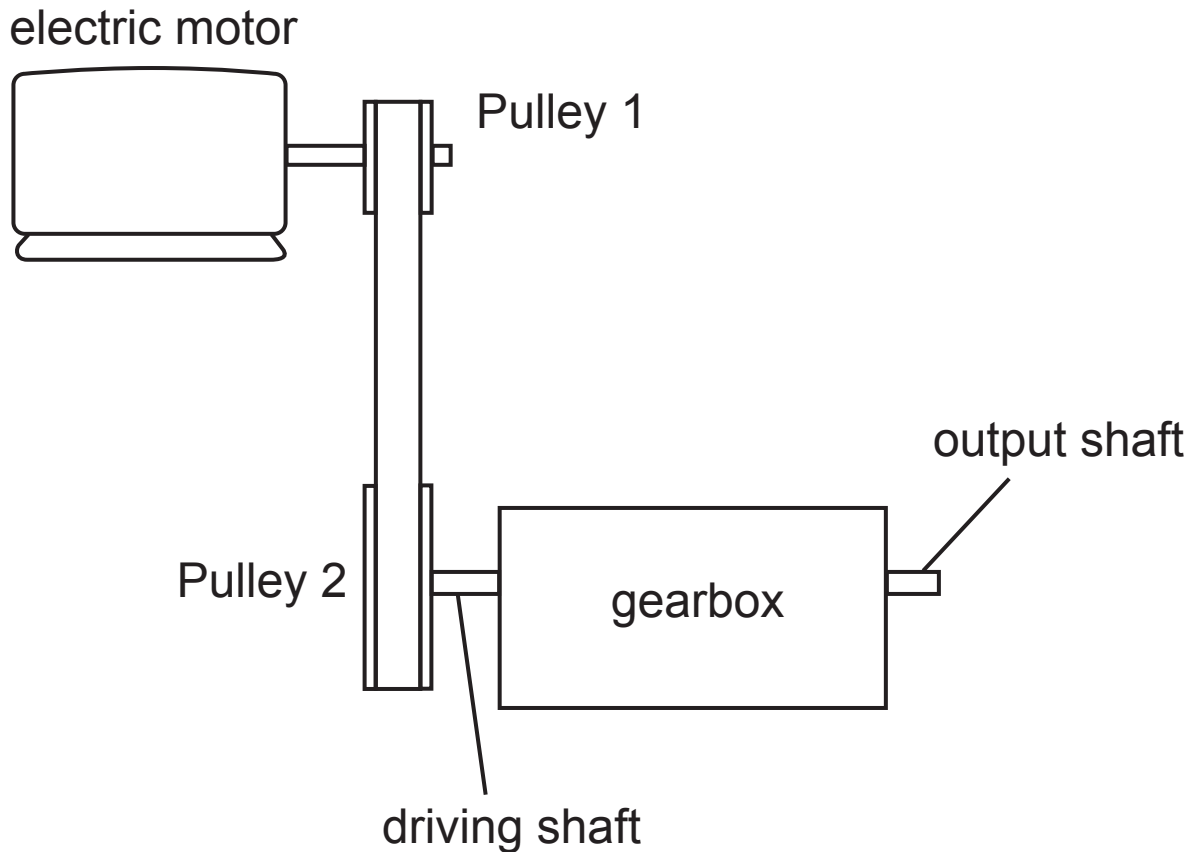 electric motor
Pulley 1
output shaft
Pulley 2
gearbox
driving shaft